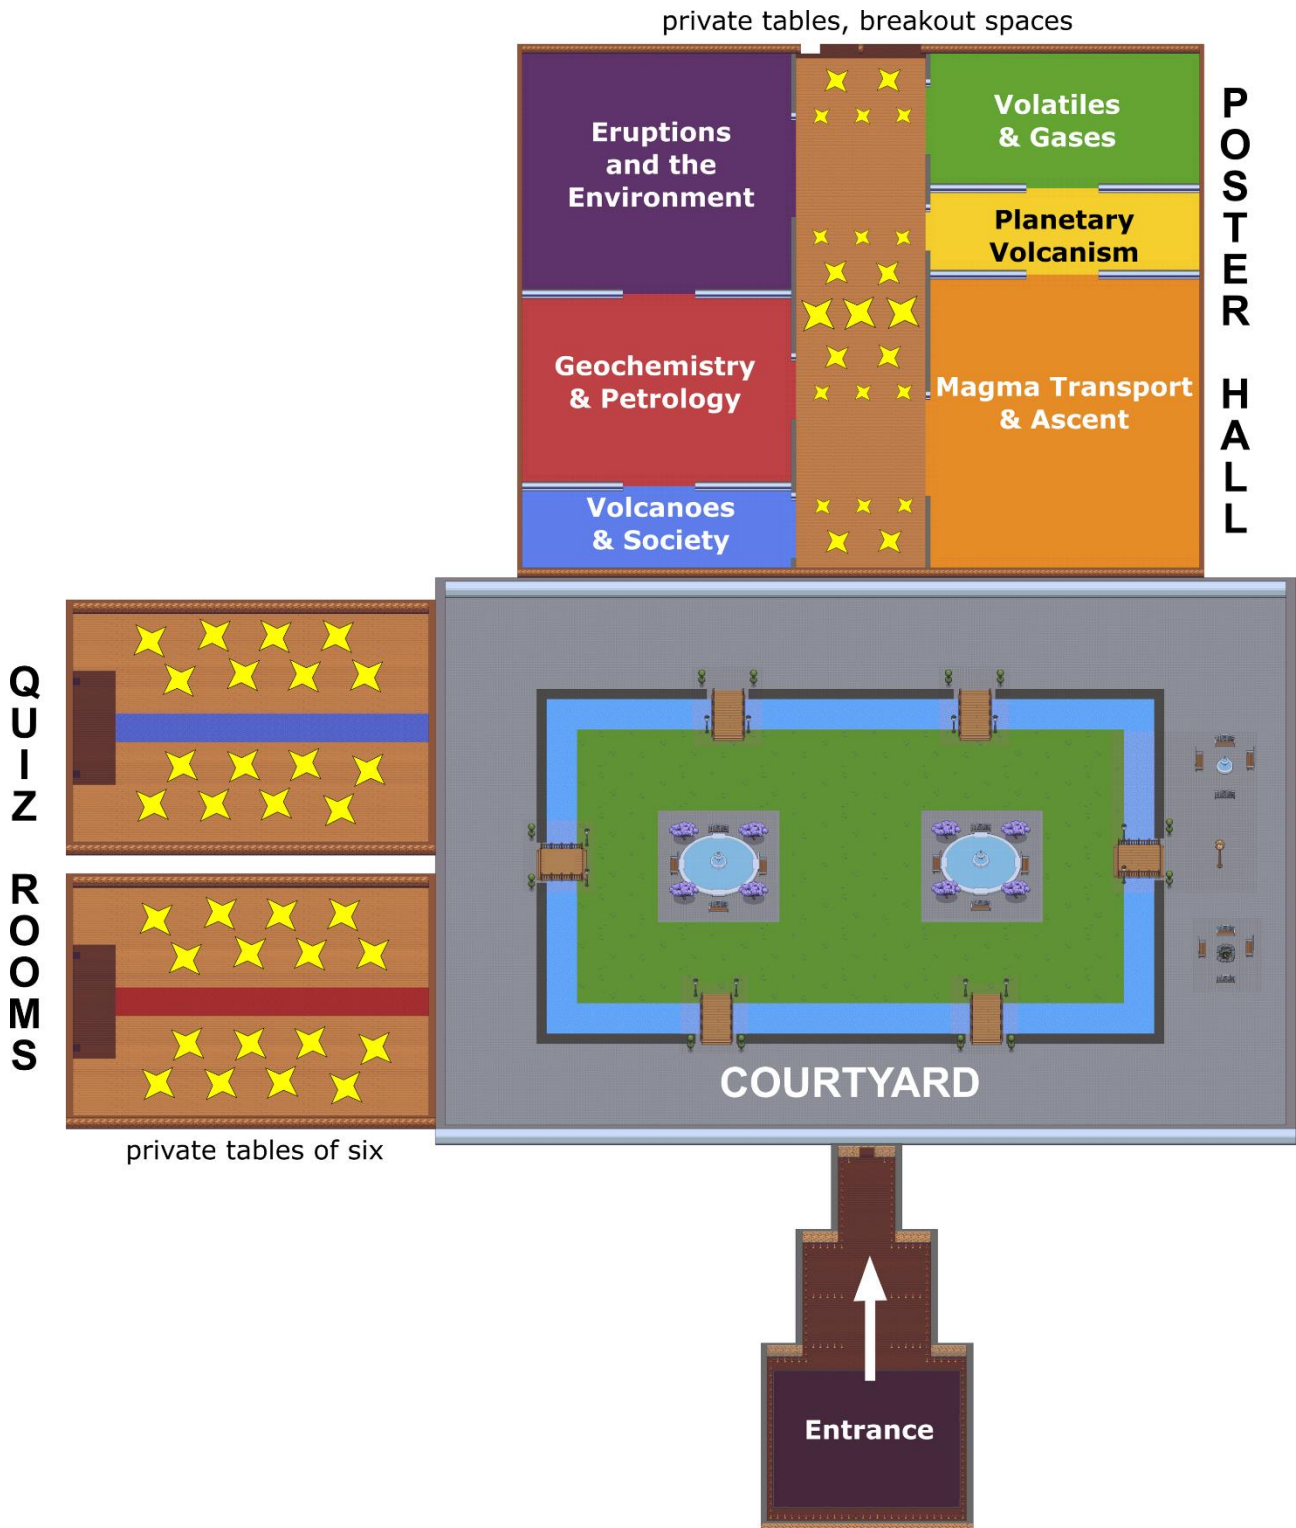 private tables, breakout spaces
Eruptions
and the
Environment
Volatiles
& Gases
Planetary
Volcanism
Geochemistry
& Petrology
Magma Transport
& Ascent
Volcanoes
& Society
POSTER HALL
QUIZ ROOMS
private tables of six
COURTYARD
Entrance